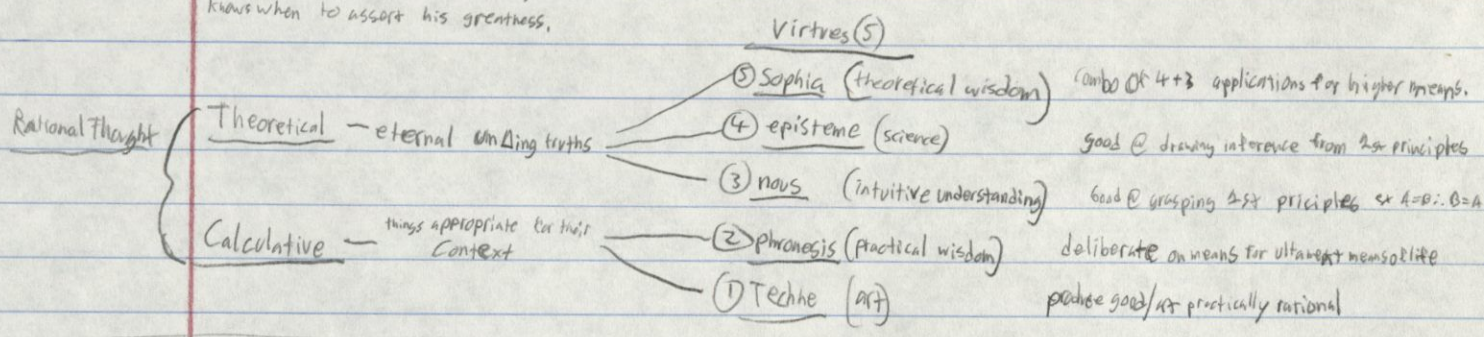 knows when to assert his greatness.
Virtues (5)
⑤ Sophia (theoretical wisdom) combo of 4+3 applications for higher means.
Rational Thought
Theoretical — eternal un∆ing truths
④ episteme (science) good @ drawing inference from 1st principles
③ nous (intuitive understanding) Good @ grasping 1st priciples ex A=B∴B=A
Calculative — things appropriate for their
Context
② phronesis (practical wisdom) deliberate on means for of life
① Techne (art) produce good/art practically rational